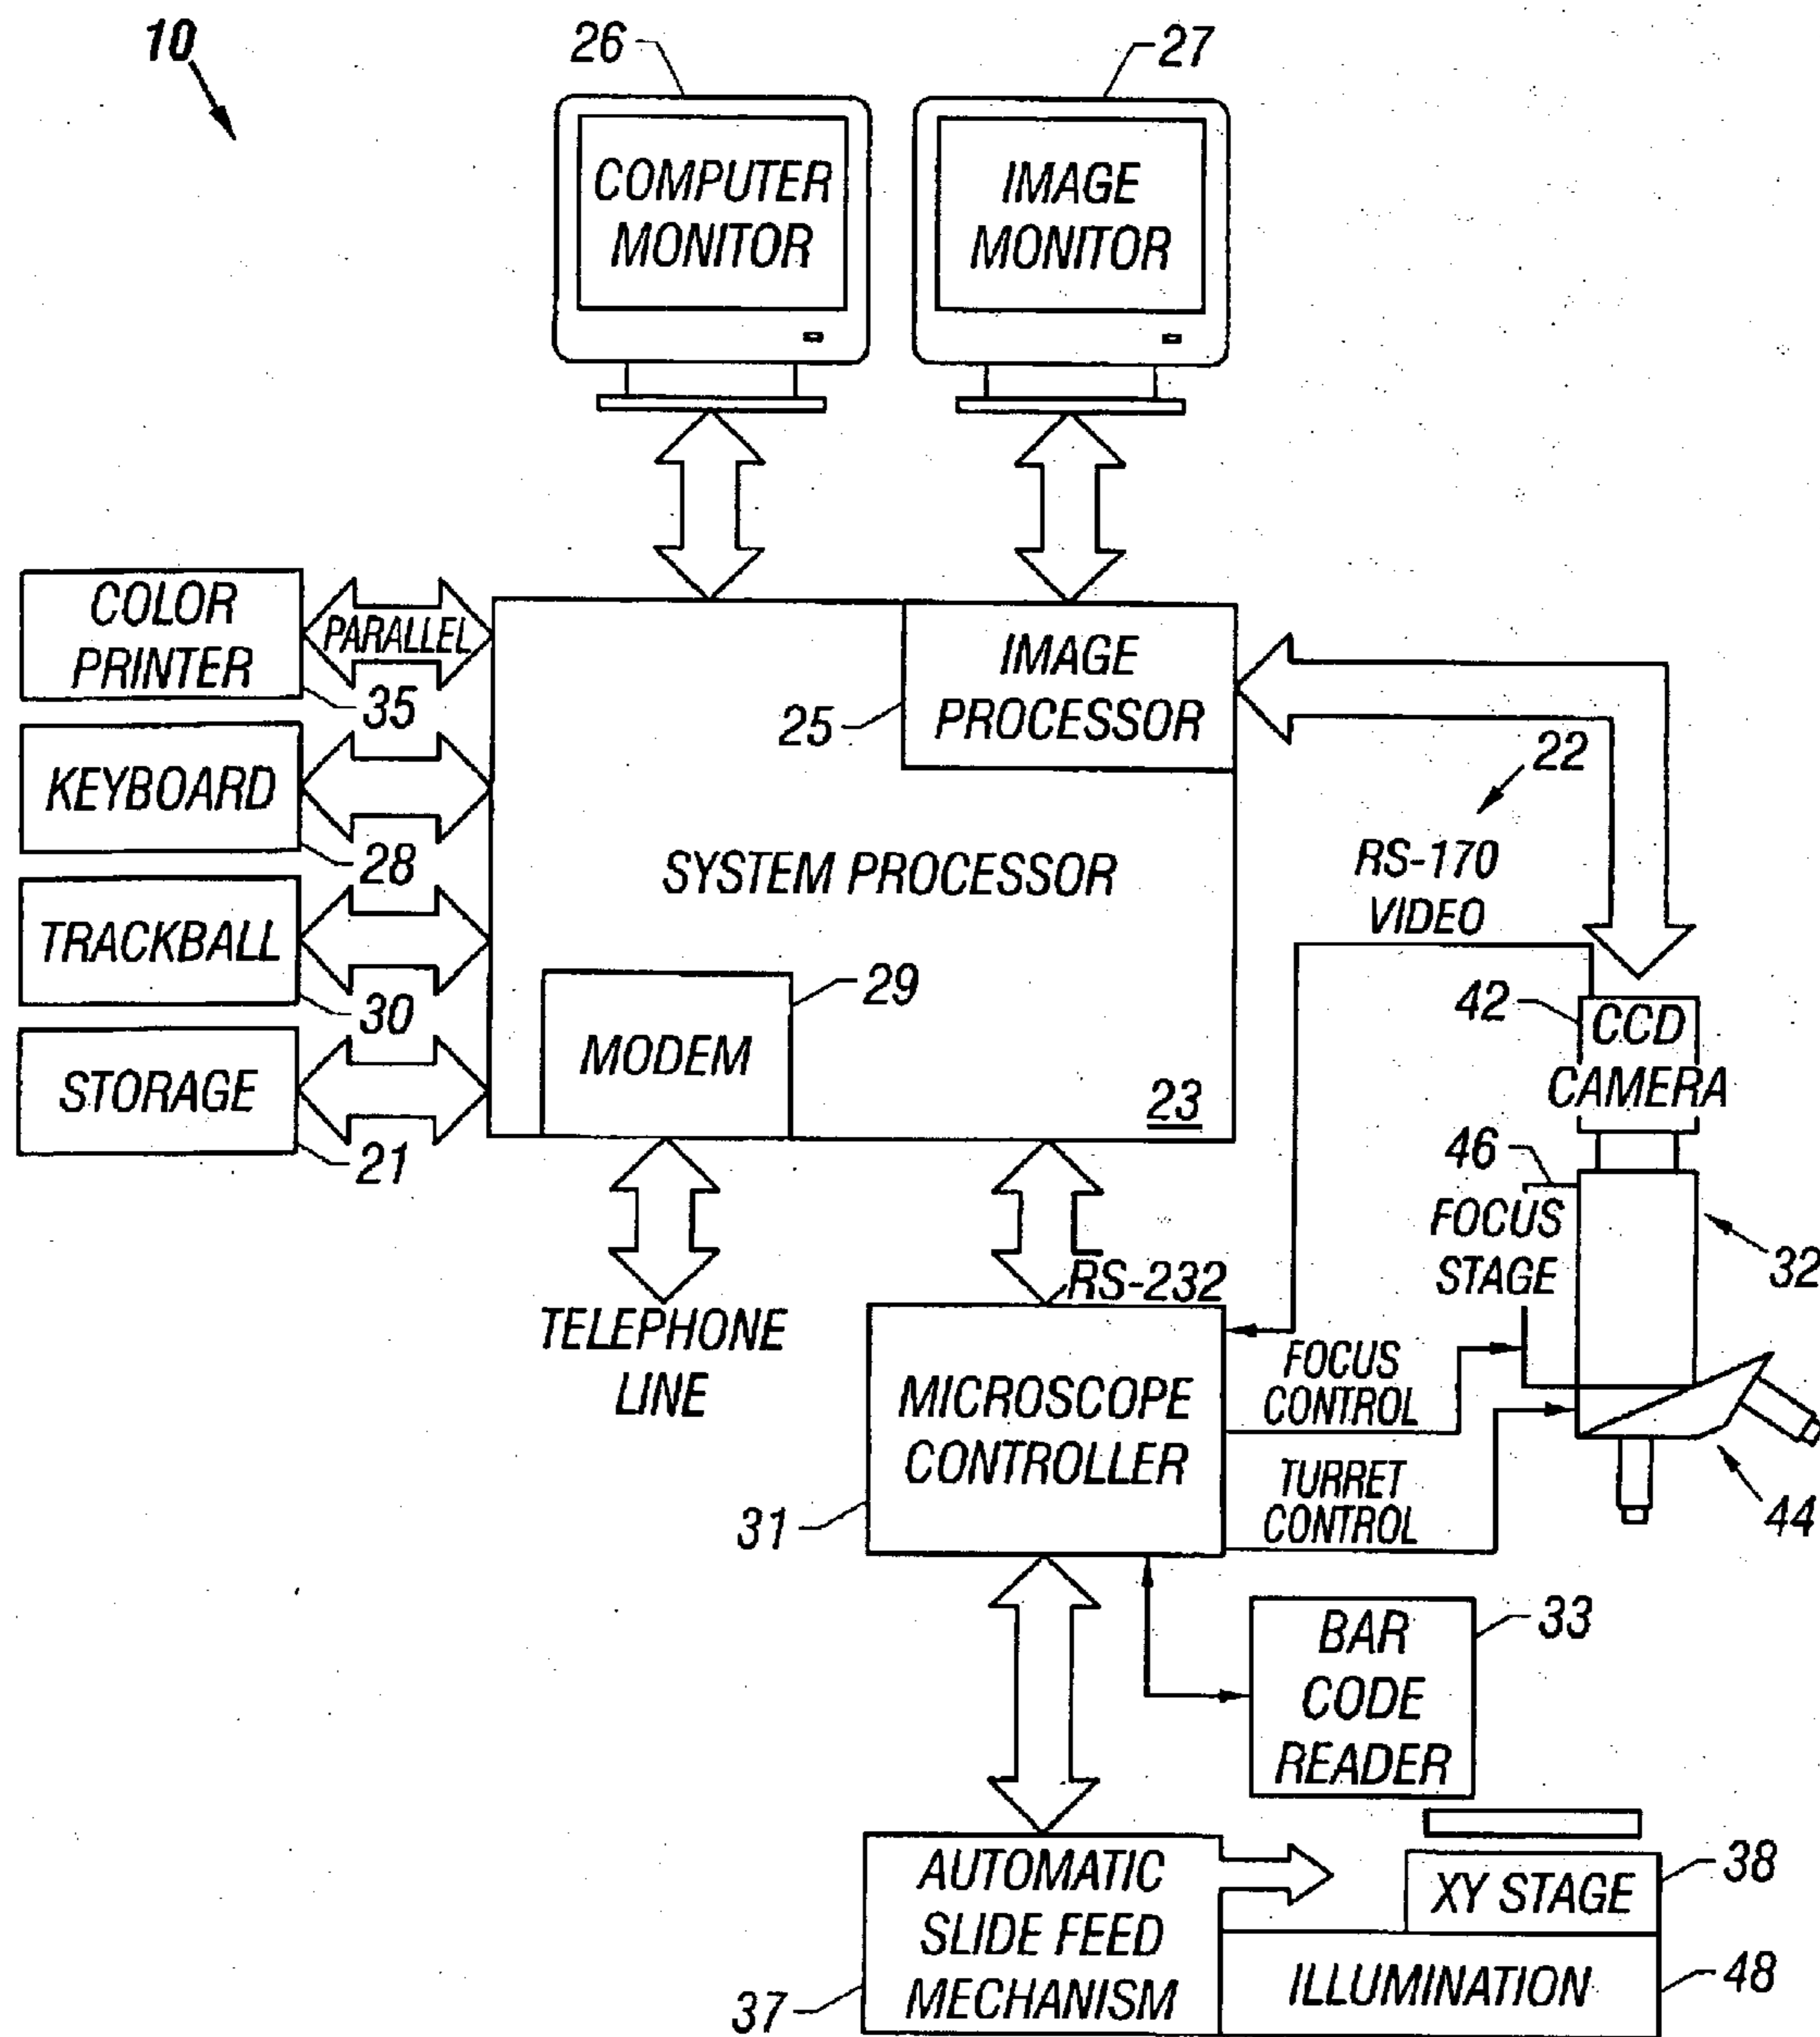 10
26
27
COMPUTER
MONITOR
IMAGE
MONITOR
COLOR
PRINTER
PARALLEL
35
IMAGE
PROCESSOR
25
22
KEYBOARD
28
SYSTEM PROCESSOR
RS-170
VIDEO
TRACKBALL
30
29
MODEM
42
CCD
CAMERA
STORAGE
21
23
46
FOCUS
STAGE
32
RS-232
TELEPHONE
LINE
MICROSCOPE
CONTROLLER
31
FOCUS
CONTROL
TURRET
CONTROL
44
BAR
CODE
READER
33
AUTOMATIC
SLIDE FEED
MECHANISM
37
XY STAGE
38
ILLUMINATION
48